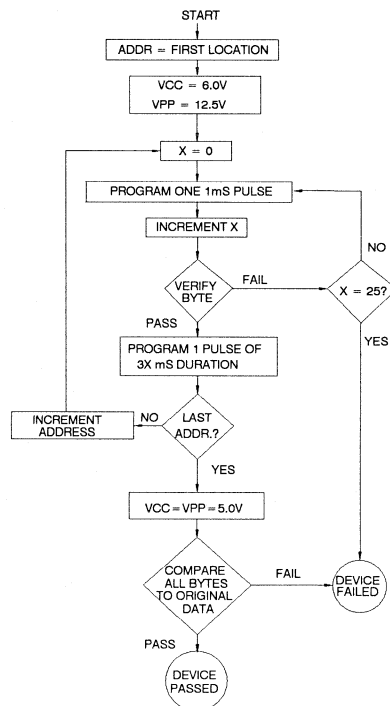 START
ADDR = FIRST LOCATION
VCC = 6.0V
VPP = 12.5V
X = 0
PROGRAM ONE 1mS PULSE
INCREMENT X
NO
VERIFY
BYTE
FAIL
X = 25?
PASS
YES
PROGRAM 1 PULSE OF
3X mS DURATION
INCREMENT
ADDRESS
NO
LAST
ADDR.?
YES
VCC = VPP = 5.0V
COMPARE
ALL BYTES
TO ORIGINAL
DATA
FAIL
DEVICE
FAILED
PASS
DEVICE
PASSED